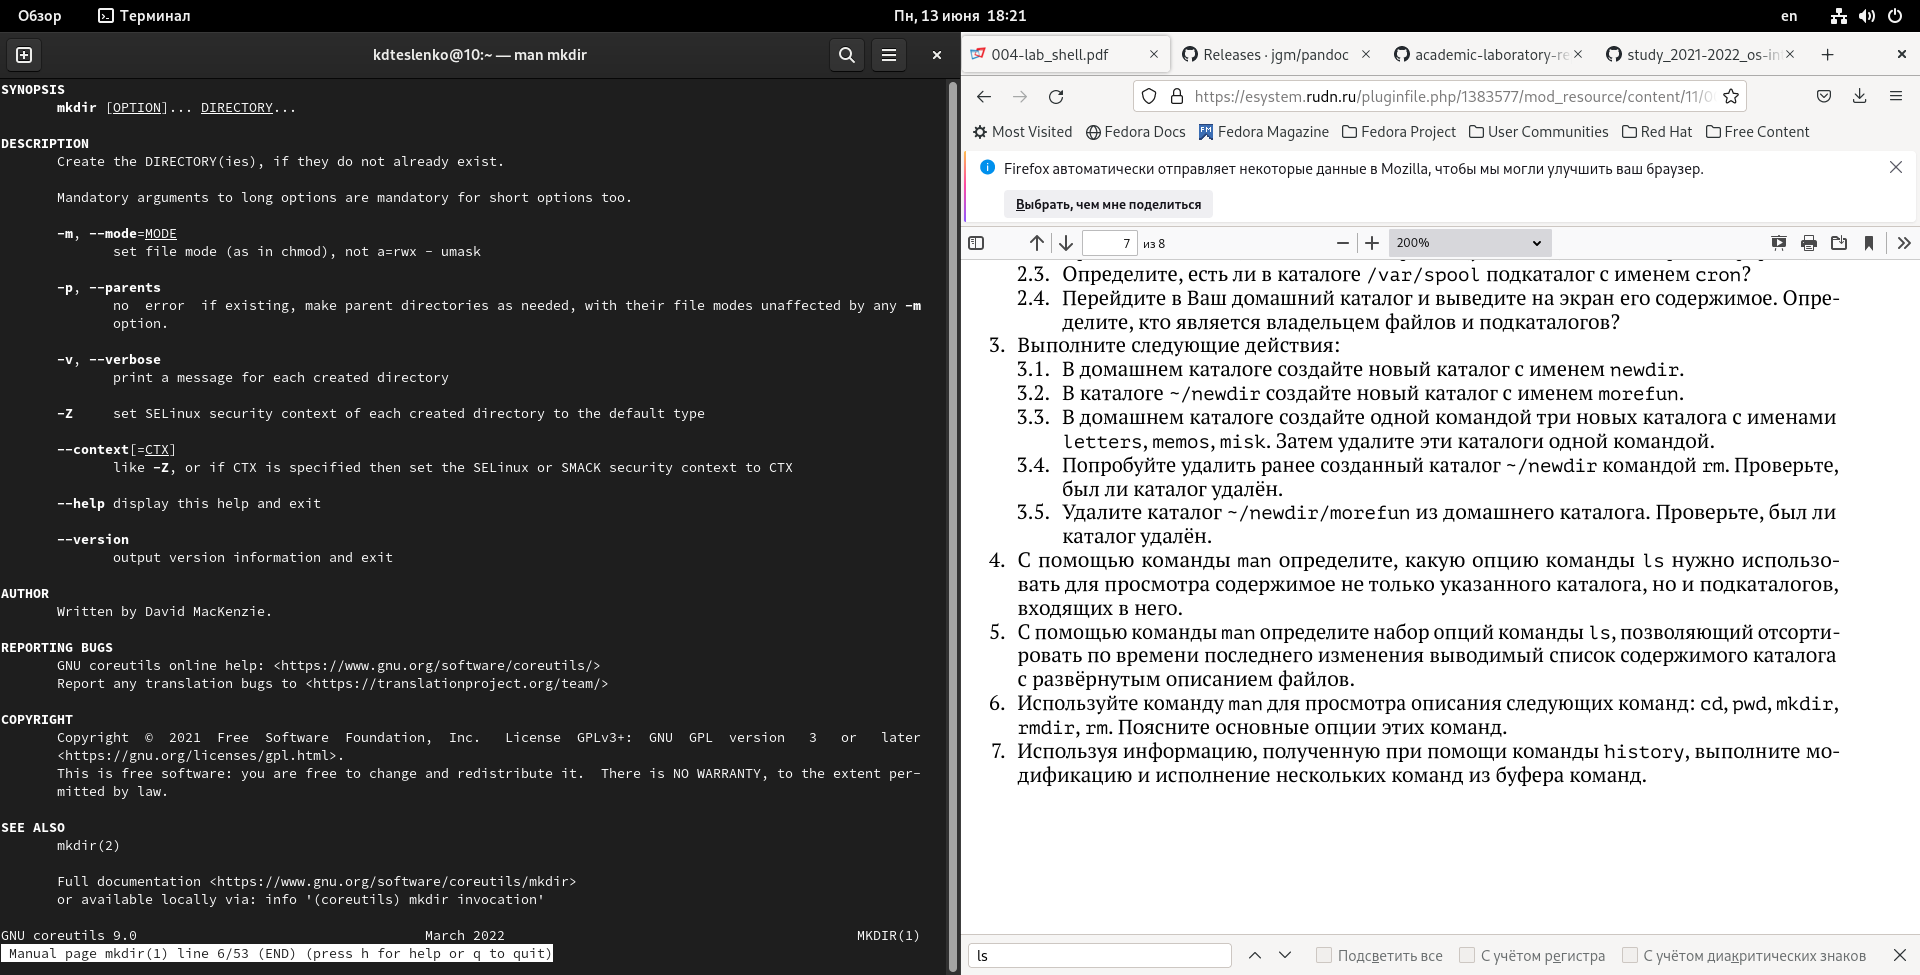 Обзор
Терминал
Пн, 13 июня 18:21
en
kdteslenko@10:~ — man mkdir
SYNOPSIS
mkdir [OPTION]... DIRECTORY...
DESCRIPTION
Create the DIRECTORY(ies), if they do not already exist.
Mandatory arguments to long options are mandatory for short options too.
-m, --mode=MODE
set file mode (as in chmod), not a=rwx - umask
-p, --parents
no error if existing, make parent directories as needed, with their file modes unaffected by any -m
option.
-v, --verbose
print a message for each created directory
-Z set SELinux security context of each created directory to the default type
--context[=CTX]
like -Z, or if CTX is specified then set the SELinux or SMACK security context to CTX
--help display this help and exit
--version
output version information and exit
AUTHOR
Written by David MacKenzie.
REPORTING BUGS
GNU coreutils online help: <https://www.gnu.org/software/coreutils/>
Report any translation bugs to <https://translationproject.org/team/>
COPYRIGHT
Copyright © 2021 Free Software Foundation, Inc. License GPLv3+: GNU GPL version 3 or later
<https://gnu.org/licenses/gpl.html>.
This is free software: you are free to change and redistribute it. There is NO WARRANTY, to the extent per-
mitted by law.
SEE ALSO
mkdir(2)
Full documentation <https://www.gnu.org/software/coreutils/mkdir>
or available locally via: info '(coreutils) mkdir invocation'
GNU coreutils 9.0 March 2022 MKDIR(1)
Manual page mkdir(1) line 6/53 (END) (press h for help or q to quit)
004-lab_shell.pdf
Releases · jgm/pandoc
academic-laboratory-re
study_2021-2022_os-in
https://esystem.rudn.ru/pluginfile.php/1383577/mod_resource/content/11/0
Most Visited
Fedora Docs
Fedora Magazine
Fedora Project
User Communities
Red Hat
Free Content
Firefox автоматически отправляет некоторые данные в Mozilla, чтобы мы могли улучшить ваш браузер.
Выбрать, чем мне поделиться
7 из 8
200%
2.3. Определите, есть ли в каталоге /var/spool подкаталог с именем cron?
2.4. Перейдите в Ваш домашний каталог и выведите на экран его содержимое. Опре-
делите, кто является владельцем файлов и подкаталогов?
3. Выполните следующие действия:
3.1. В домашнем каталоге создайте новый каталог с именем newdir.
3.2. В каталоге ~/newdir создайте новый каталог с именем morefun.
3.3. В домашнем каталоге создайте одной командой три новых каталога с именами
letters, memos, misk. Затем удалите эти каталоги одной командой.
3.4. Попробуйте удалить ранее созданный каталог ~/newdir командой rm. Проверьте,
был ли каталог удалён.
3.5. Удалите каталог ~/newdir/morefun из домашнего каталога. Проверьте, был ли
каталог удалён.
4. С помощью команды man определите, какую опцию команды ls нужно использо-
вать для просмотра содержимое не только указанного каталога, но и подкаталогов,
входящих в него.
5. С помощью команды man определите набор опций команды ls, позволяющий отсорти-
ровать по времени последнего изменения выводимый список содержимого каталога
с развёрнутым описанием файлов.
6. Используйте команду man для просмотра описания следующих команд: cd, pwd, mkdir,
rmdir, rm. Поясните основные опции этих команд.
7. Используя информацию, полученную при помощи команды history, выполните мо-
дификацию и исполнение нескольких команд из буфера команд.
ls
Подсветить все
С учётом регистра
С учётом диакритических знаков